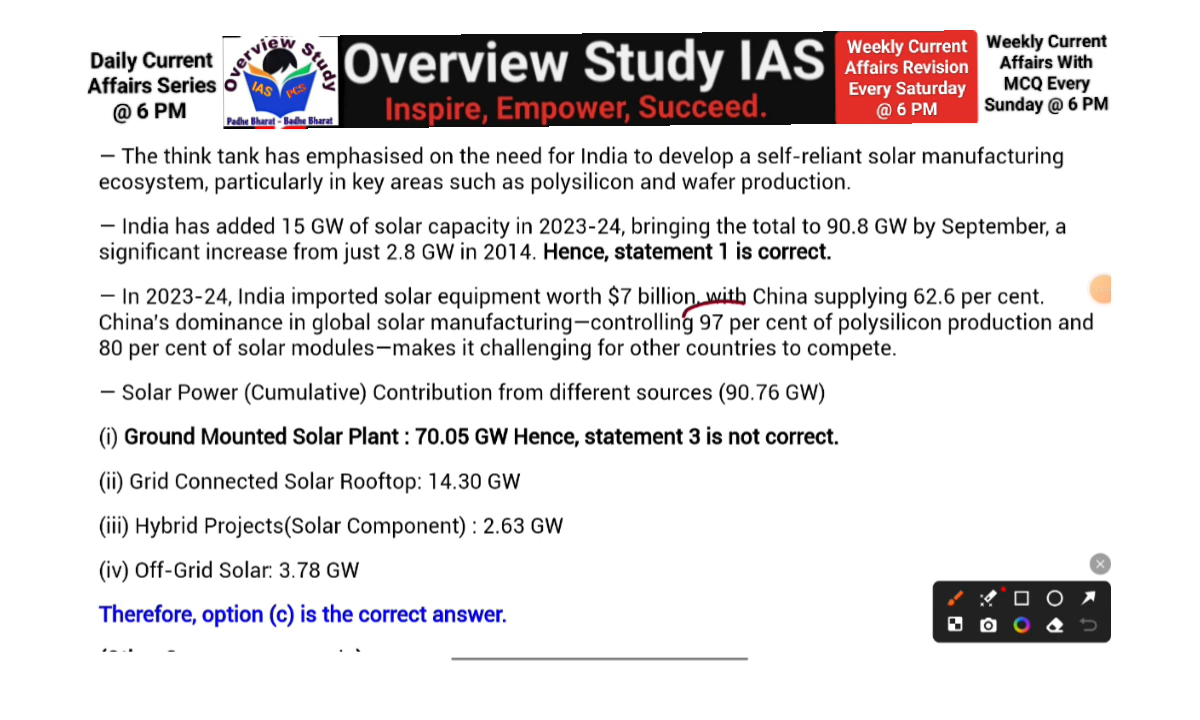 Daily Current
Affairs Series
@ 6 PM
Overview Study
IAS PCS
Padhe Bharat - Badhe Bharat
Overview Study IAS
Inspire, Empower, Succeed.
Weekly Current
Affairs Revision
Every Saturday
@ 6 PM
Weekly Current
Affairs With
MCQ Every
Sunday @ 6 PM
— The think tank has emphasised on the need for India to develop a self-reliant solar manufacturing
ecosystem, particularly in key areas such as polysilicon and wafer production.
— India has added 15 GW of solar capacity in 2023-24, bringing the total to 90.8 GW by September, a
significant increase from just 2.8 GW in 2014. Hence, statement 1 is correct.
— In 2023-24, India imported solar equipment worth $7 billion, with China supplying 62.6 per cent.
China's dominance in global solar manufacturing—controlling 97 per cent of polysilicon production and
80 per cent of solar modules—makes it challenging for other countries to compete.
— Solar Power (Cumulative) Contribution from different sources (90.76 GW)
(i) Ground Mounted Solar Plant : 70.05 GW Hence, statement 3 is not correct.
(ii) Grid Connected Solar Rooftop: 14.30 GW
(iii) Hybrid Projects(Solar Component) : 2.63 GW
(iv) Off-Grid Solar: 3.78 GW
Therefore, option (c) is the correct answer.